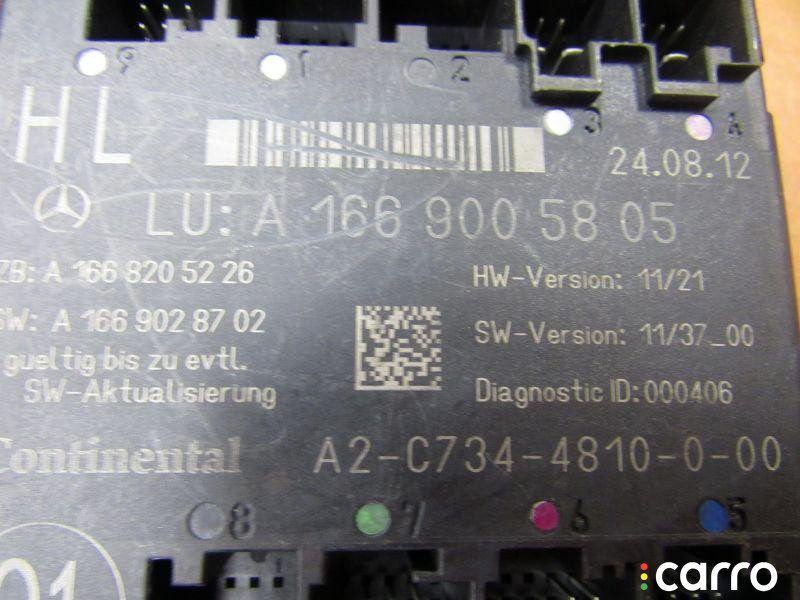 9 1 2 3 4
HL
24.08.12
LU: A 166 900 58 05
ZB: A 166 820 52 26
HW-Version: 11/21
SW: A 166 902 87 02
SW-Version: 11/37_00
gueltig bis zu evtl.
SW-Aktualisierung
Diagnostic ID: 000406
Continental
A2-C734-4810-0-00
8 7 6 5
01
carro